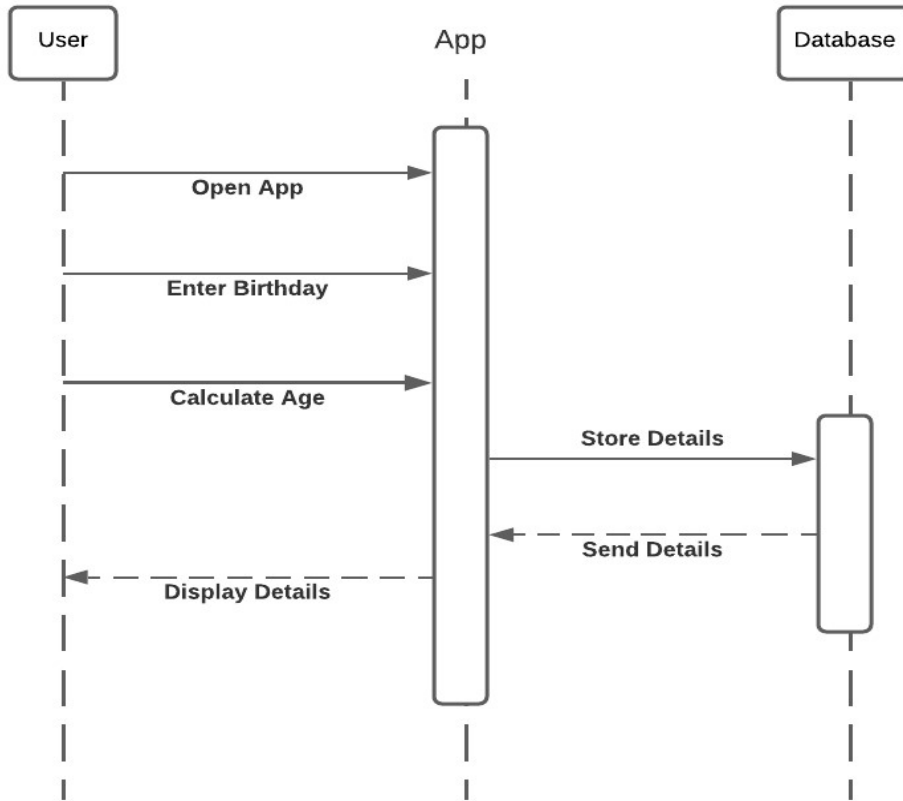 User
App
Database
Open App
Enter Birthday
Calculate Age
Store Details
Send Details
Display Details